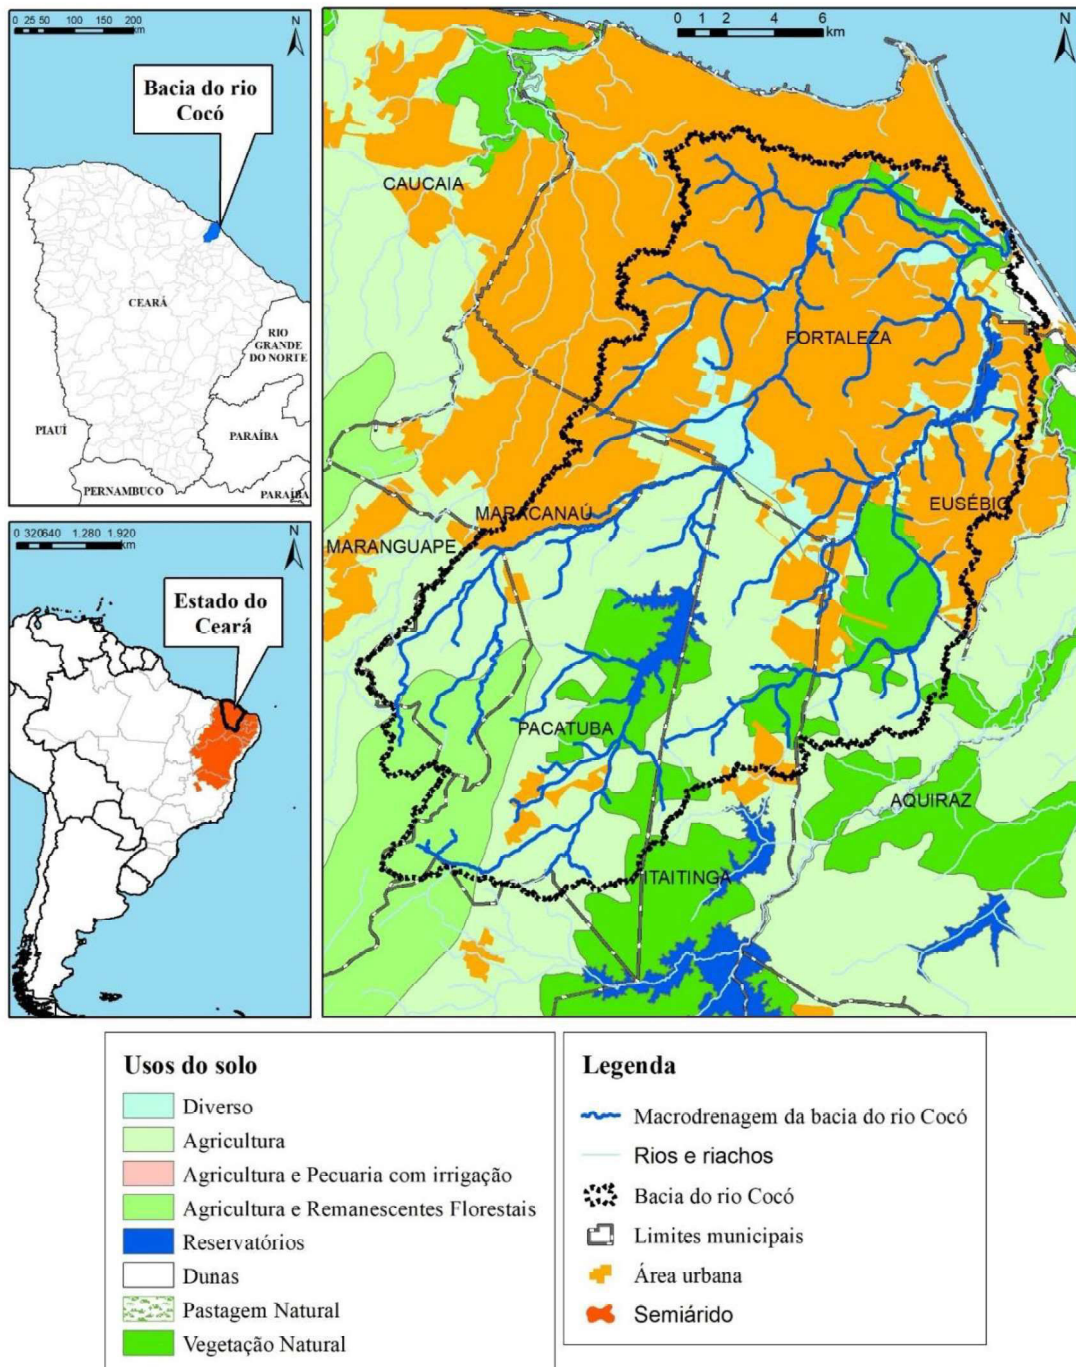 0 25 50 100 150 200
km
N
Bacia do rio
Cocó
CEARÁ
RIO
GRANDE
DO NORTE
PIAUÍ
PARAÍBA
PERNAMBUCO
PARAÍBA
0 320640 1.280 1.920
km
N
Estado do
Ceará
0 2 4 6
km
N
CAUCAIA
FORTALEZA
EUSÉBIO
MARACANAÚ
MARANGUAPE
PACATUBA
AQUIRAZ
ITAITINGA
Usos do solo
Diverso
Agricultura
Agricultura e Pecuaria com irrigação
Agricultura e Remanescentes Florestais
Reservatórios
Dunas
Pastagem Natural
Vegetação Natural
Legenda
Macrodrenagem da bacia do rio Cocó
Rios e riachos
Bacia do rio Cocó
Limites municipais
Área urbana
Semiárido